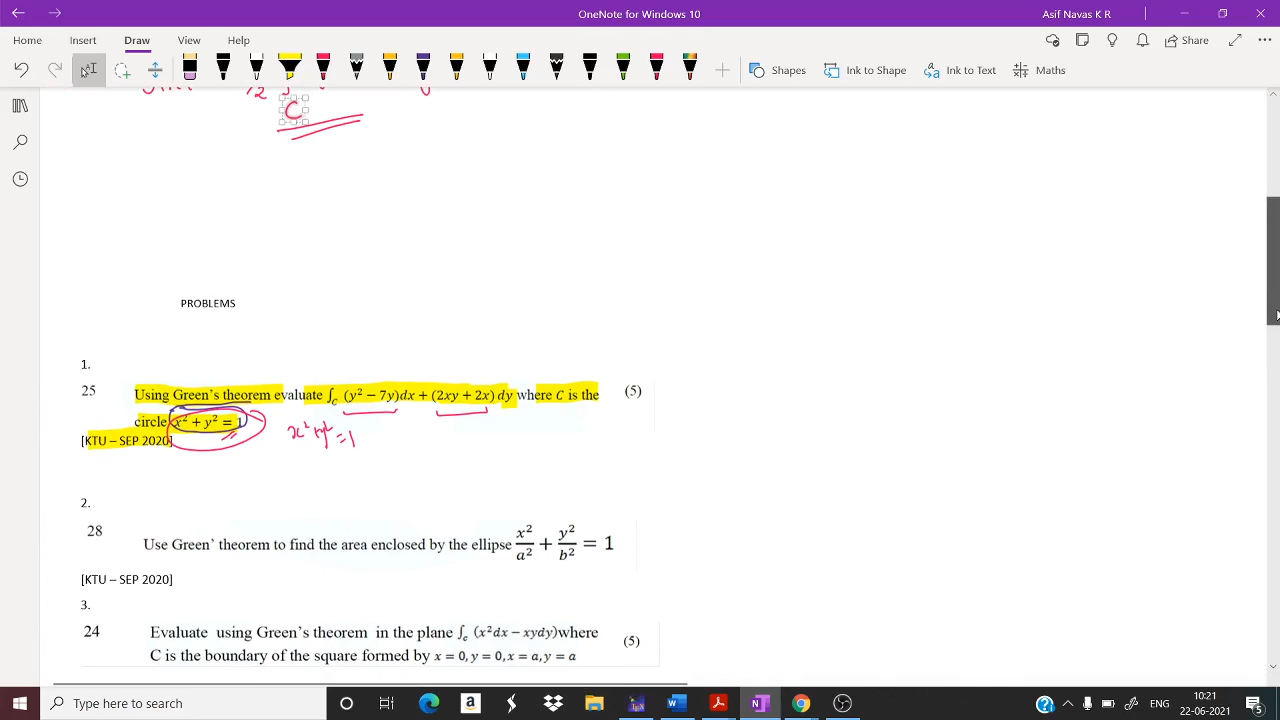 OneNote for Windows 10
Asif Navas K R
Home Insert Draw View Help
Share
Shapes Ink to Shape Ink to Text Maths
C
PROBLEMS
1.
25 Using Green's theorem evaluate ∫_C (y² − 7y)dx + (2xy + 2x) dy where C is the (5)
circle x² + y² = 1
[KTU – SEP 2020]
x² + y² = 1
2.
28 Use Green' theorem to find the area enclosed by the ellipse x²/a² + y²/b² = 1
[KTU – SEP 2020]
3.
24 Evaluate using Green's theorem in the plane ∫_c (x²dx − xydy)where (5)
C is the boundary of the square formed by x = 0, y = 0, x = a, y = a
Type here to search
10:21
22-06-2021